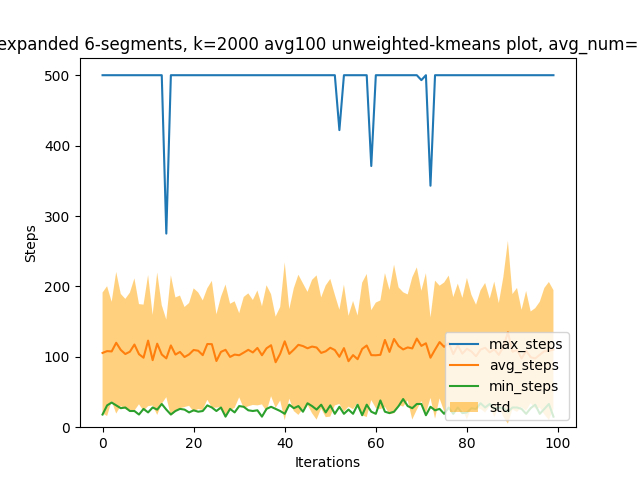 expanded 6-segments, k=2000 avg100 unweighted-kmeans plot, avg_num=
500
400
300
200
100
0
Steps
0 20 40 60 80 100
Iterations
max_steps
avg_steps
min_steps
std